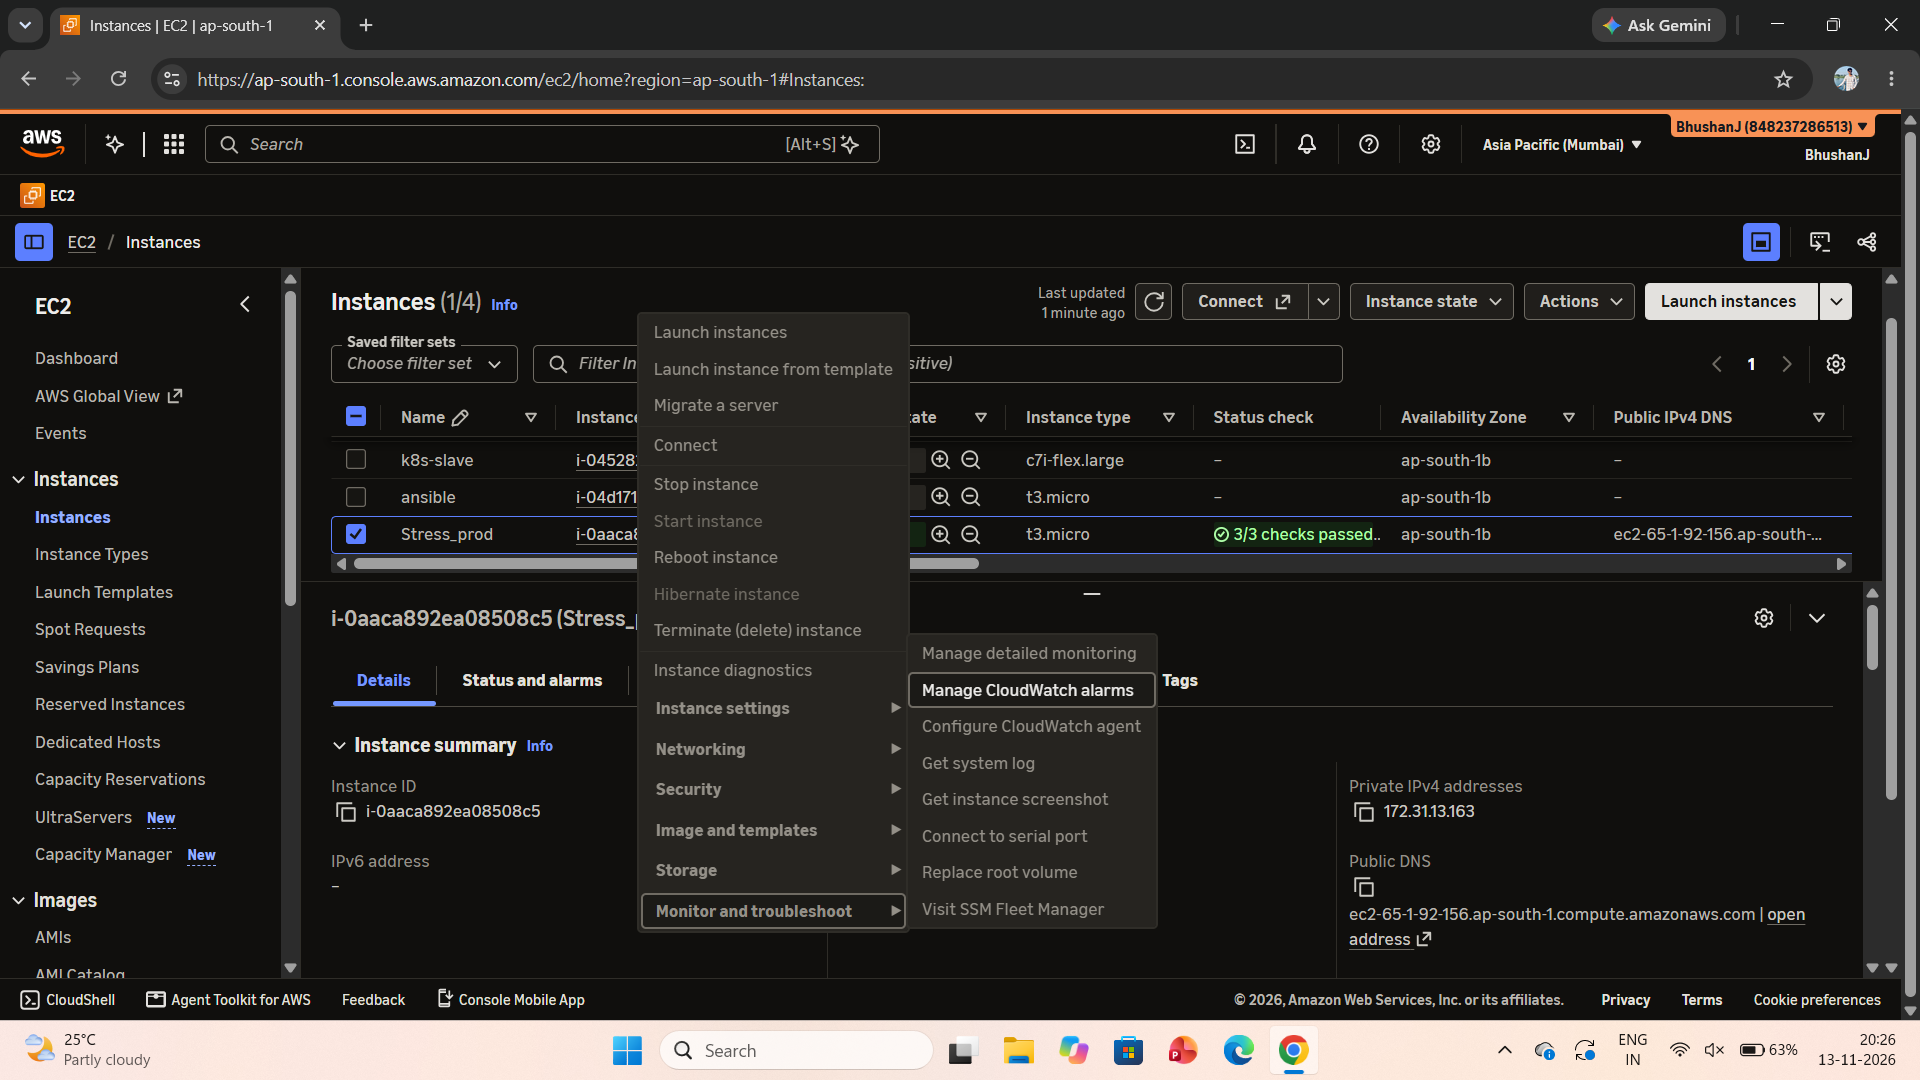 Instances | EC2 | ap-south-1
Ask Gemini
https://ap-south-1.console.aws.amazon.com/ec2/home?region=ap-south-1#Instances:
aws
Search
[Alt+S]
Asia Pacific (Mumbai)
BhushanJ (848237286513)
BhushanJ
EC2
EC2 / Instances
EC2
Dashboard
AWS Global View
Events
Instances
Instances
Instance Types
Launch Templates
Spot Requests
Savings Plans
Reserved Instances
Dedicated Hosts
Capacity Reservations
UltraServers New
Capacity Manager New
Images
AMIs
AMI Catalog
Instances (1/4) Info
Last updated
1 minute ago
Connect
Instance state
Actions
Launch instances
Saved filter sets
Choose filter set
Filter In
sitive)
1
Name
Instanc
ate
Instance type
Status check
Availability Zone
Public IPv4 DNS
k8s-slave i-04528 c7i-flex.large – ap-south-1b –
ansible i-04d171 t3.micro – ap-south-1b –
Stress_prod i-0aaca8 t3.micro 3/3 checks passed.. ap-south-1b ec2-65-1-92-156.ap-south-...
Launch instances
Launch instance from template
Migrate a server
Connect
Stop instance
Start instance
Reboot instance
Hibernate instance
Terminate (delete) instance
Instance diagnostics
Instance settings
Networking
Security
Image and templates
Storage
Monitor and troubleshoot
Manage detailed monitoring
Manage CloudWatch alarms
Configure CloudWatch agent
Get system log
Get instance screenshot
Connect to serial port
Replace root volume
Visit SSM Fleet Manager
i-0aaca892ea08508c5 (Stress_
Details
Status and alarms
Tags
Instance summary Info
Instance ID
i-0aaca892ea08508c5
IPv6 address
–
Private IPv4 addresses
172.31.13.163
Public DNS
ec2-65-1-92-156.ap-south-1.compute.amazonaws.com | open
address
CloudShell
Agent Toolkit for AWS
Feedback
Console Mobile App
© 2026, Amazon Web Services, Inc. or its affiliates.
Privacy
Terms
Cookie preferences
25°C
Partly cloudy
Search
ENG
IN
63%
20:26
13-11-2026